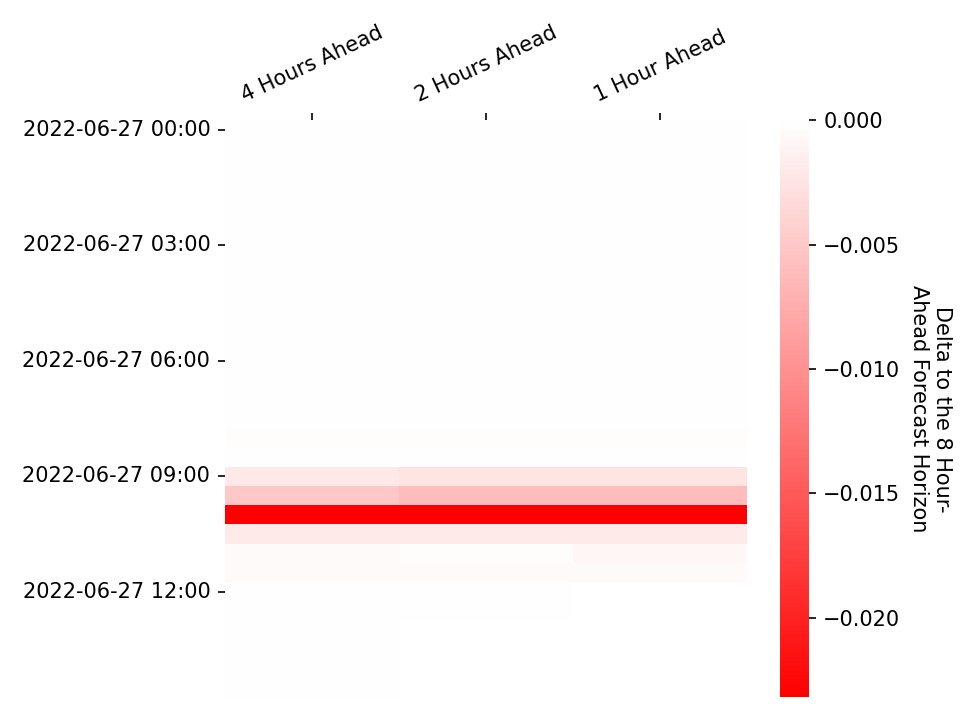 4 Hours Ahead
2 Hours Ahead
1 Hour Ahead
2022-06-27 00:00
2022-06-27 03:00
2022-06-27 06:00
2022-06-27 09:00
2022-06-27 12:00
0.000
−0.005
−0.010
−0.015
−0.020
Delta to the 8 Hour-
Ahead Forecast Horizon